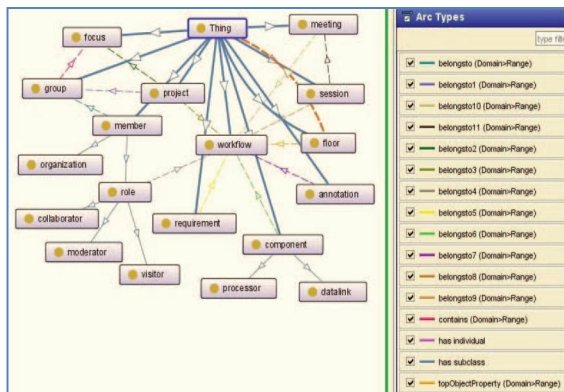 Thing
meeting
focus
group
project
session
member
workflow
floor
organization
role
annotation
collaborator
requirement
moderator
component
visitor
processor
datalink
Arc Types
type filte
belongsto (Domain>Range)
belongsto1 (Domain>Range)
belongsto10 (Domain>Range)
belongsto11 (Domain>Range)
belongsto2 (Domain>Range)
belongsto3 (Domain>Range)
belongsto4 (Domain>Range)
belongsto5 (Domain>Range)
belongsto6 (Domain>Range)
belongsto7 (Domain>Range)
belongsto8 (Domain>Range)
belongsto9 (Domain>Range)
contains (Domain>Range)
has individual
has subclass
topObjectProperty (Domain>Range)